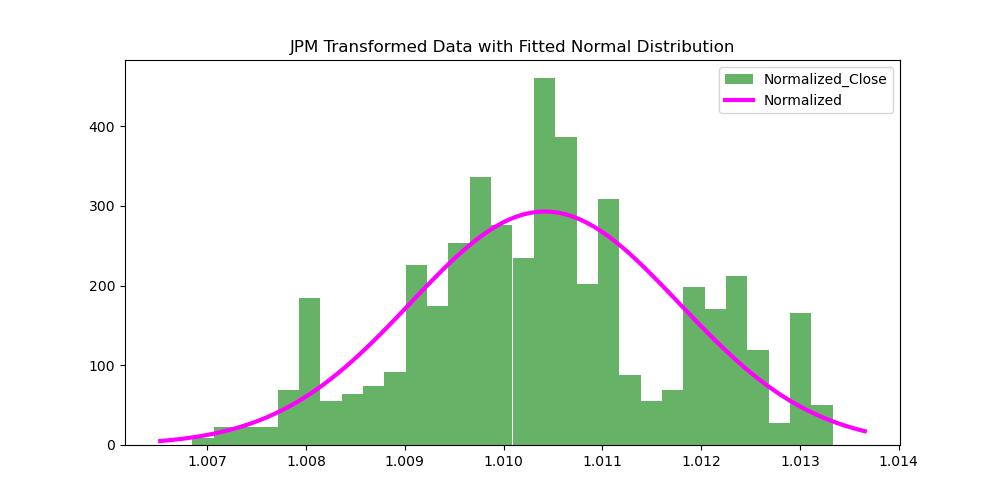 JPM Transformed Data with Fitted Normal Distribution
Normalized_Close
Normalized
400
300
200
100
0
1.007 1.008 1.009 1.010 1.011 1.012 1.013 1.014